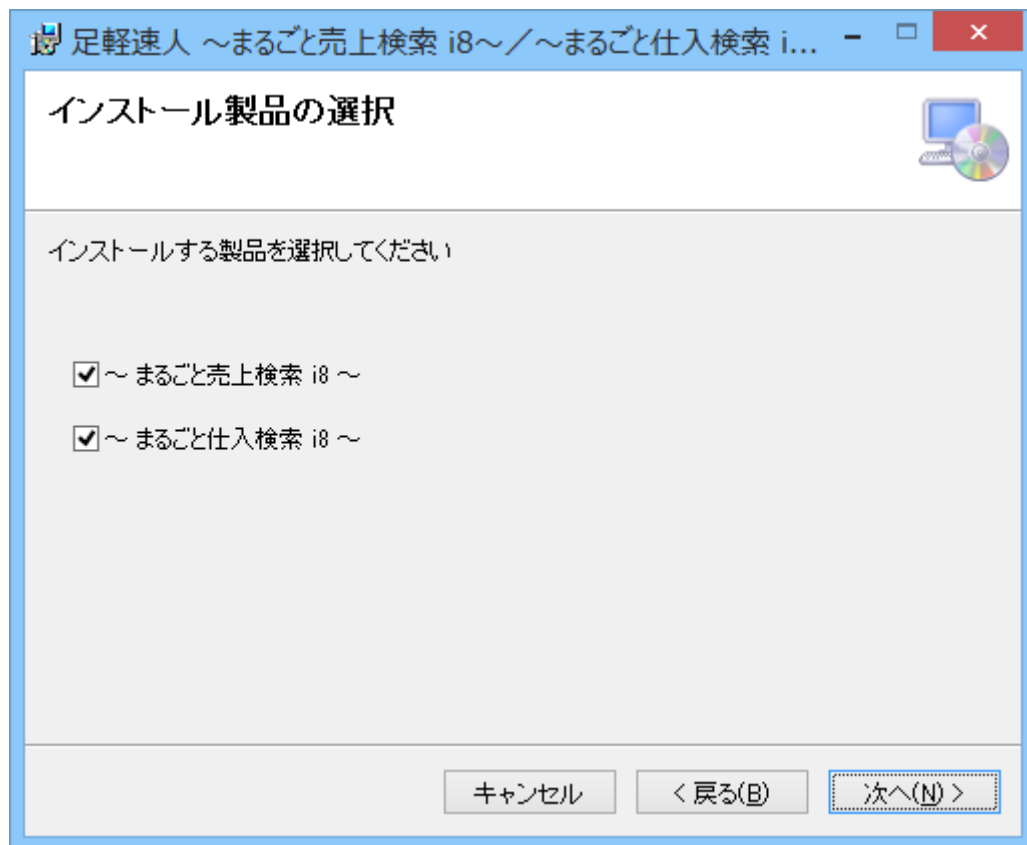 足軽速人 ～まるごと売上検索 i8～／～まるごと仕入検索 i...
インストール製品の選択
インストールする製品を選択してください
～ まるごと売上検索 i8 ～
～ まるごと仕入検索 i8 ～
キャンセル
< 戻る(B)
次へ(N) >